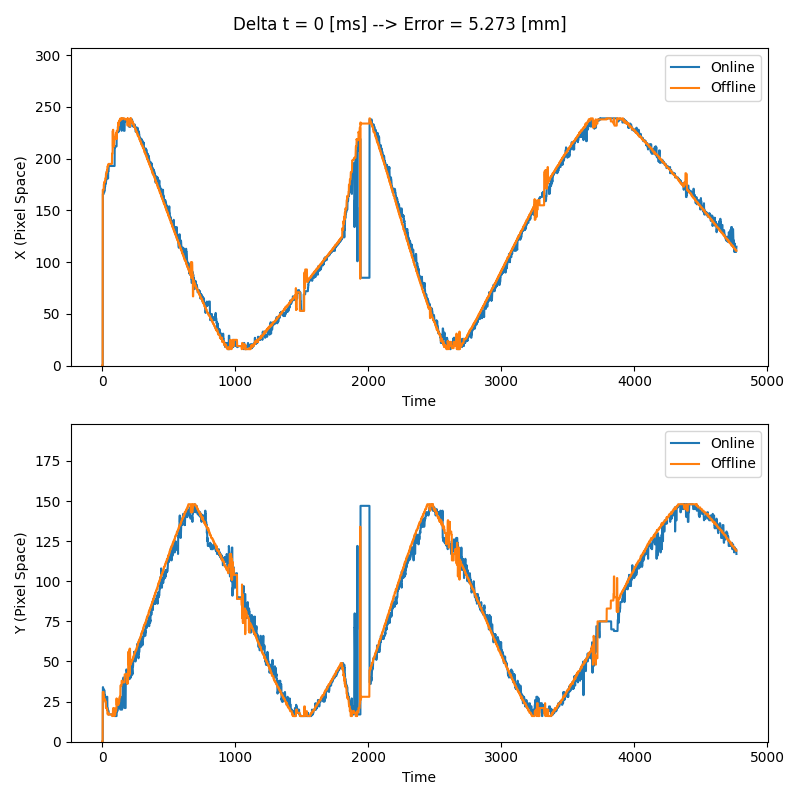 Delta t = 0 [ms] --> Error = 5.273 [mm]
300
250
200
150
100
50
0
X (Pixel Space)
Online
Offline
0 1000 2000 3000 4000 5000
Time
175
150
125
100
75
50
25
0
Y (Pixel Space)
Online
Offline
0 1000 2000 3000 4000 5000
Time